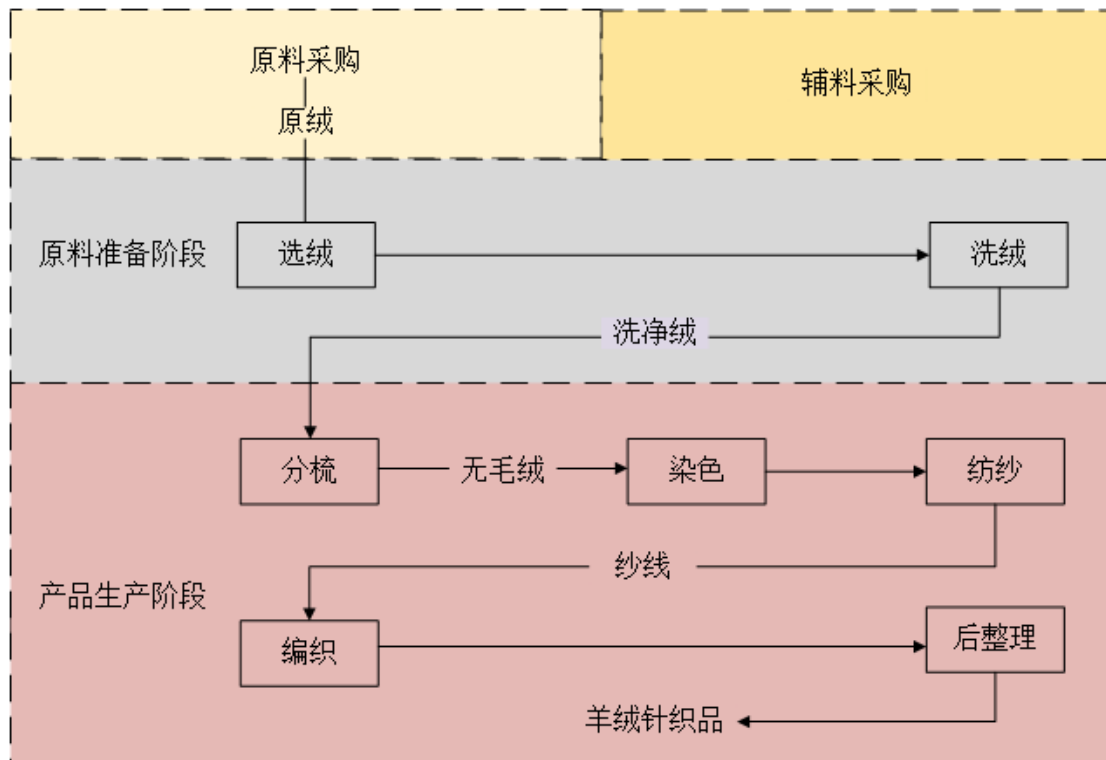 原料采购
辅料采购
原绒
原料准备阶段
选绒
洗绒
洗净绒
分梳
无毛绒
染色
纺纱
纱线
产品生产阶段
编织
后整理
羊绒针织品